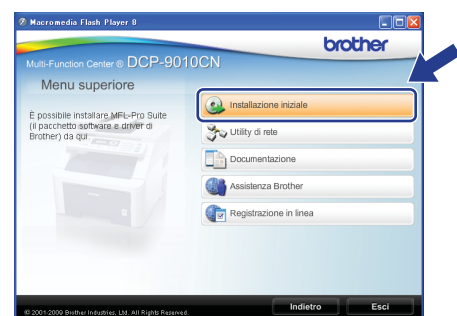 Macromedia Flash Player 8
brother
Multi-Function Center ® DCP-9010CN
Menu superiore
È possibile installare MFL-Pro Suite
(il pacchetto software e driver di
Brother) da qui.
Installazione iniziale
Utility di rete
Documentazione
Assistenza Brother
Registrazione in linea
© 2001-2009 Brother Industries, Ltd. All Rights Reserved.
Indietro
Esci